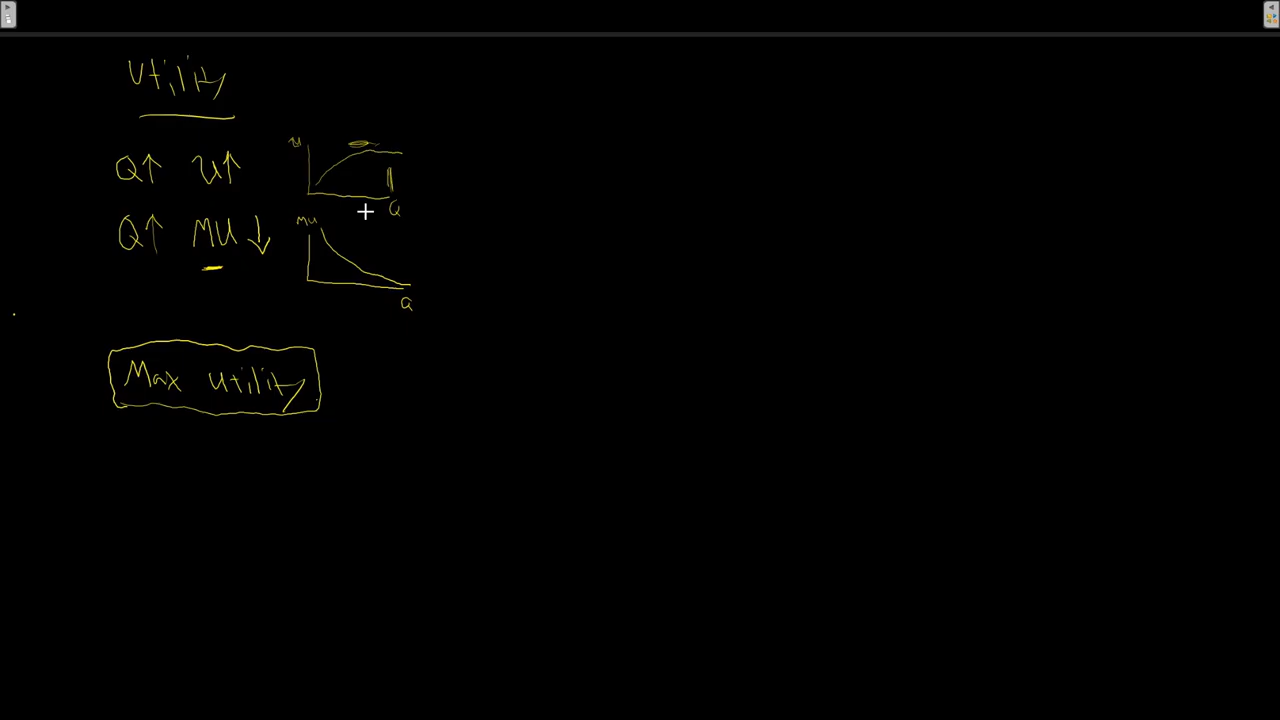 Utility
Q↑ U↑
U
Q
Q↑ MU ↓
MU
Q
Max Utility